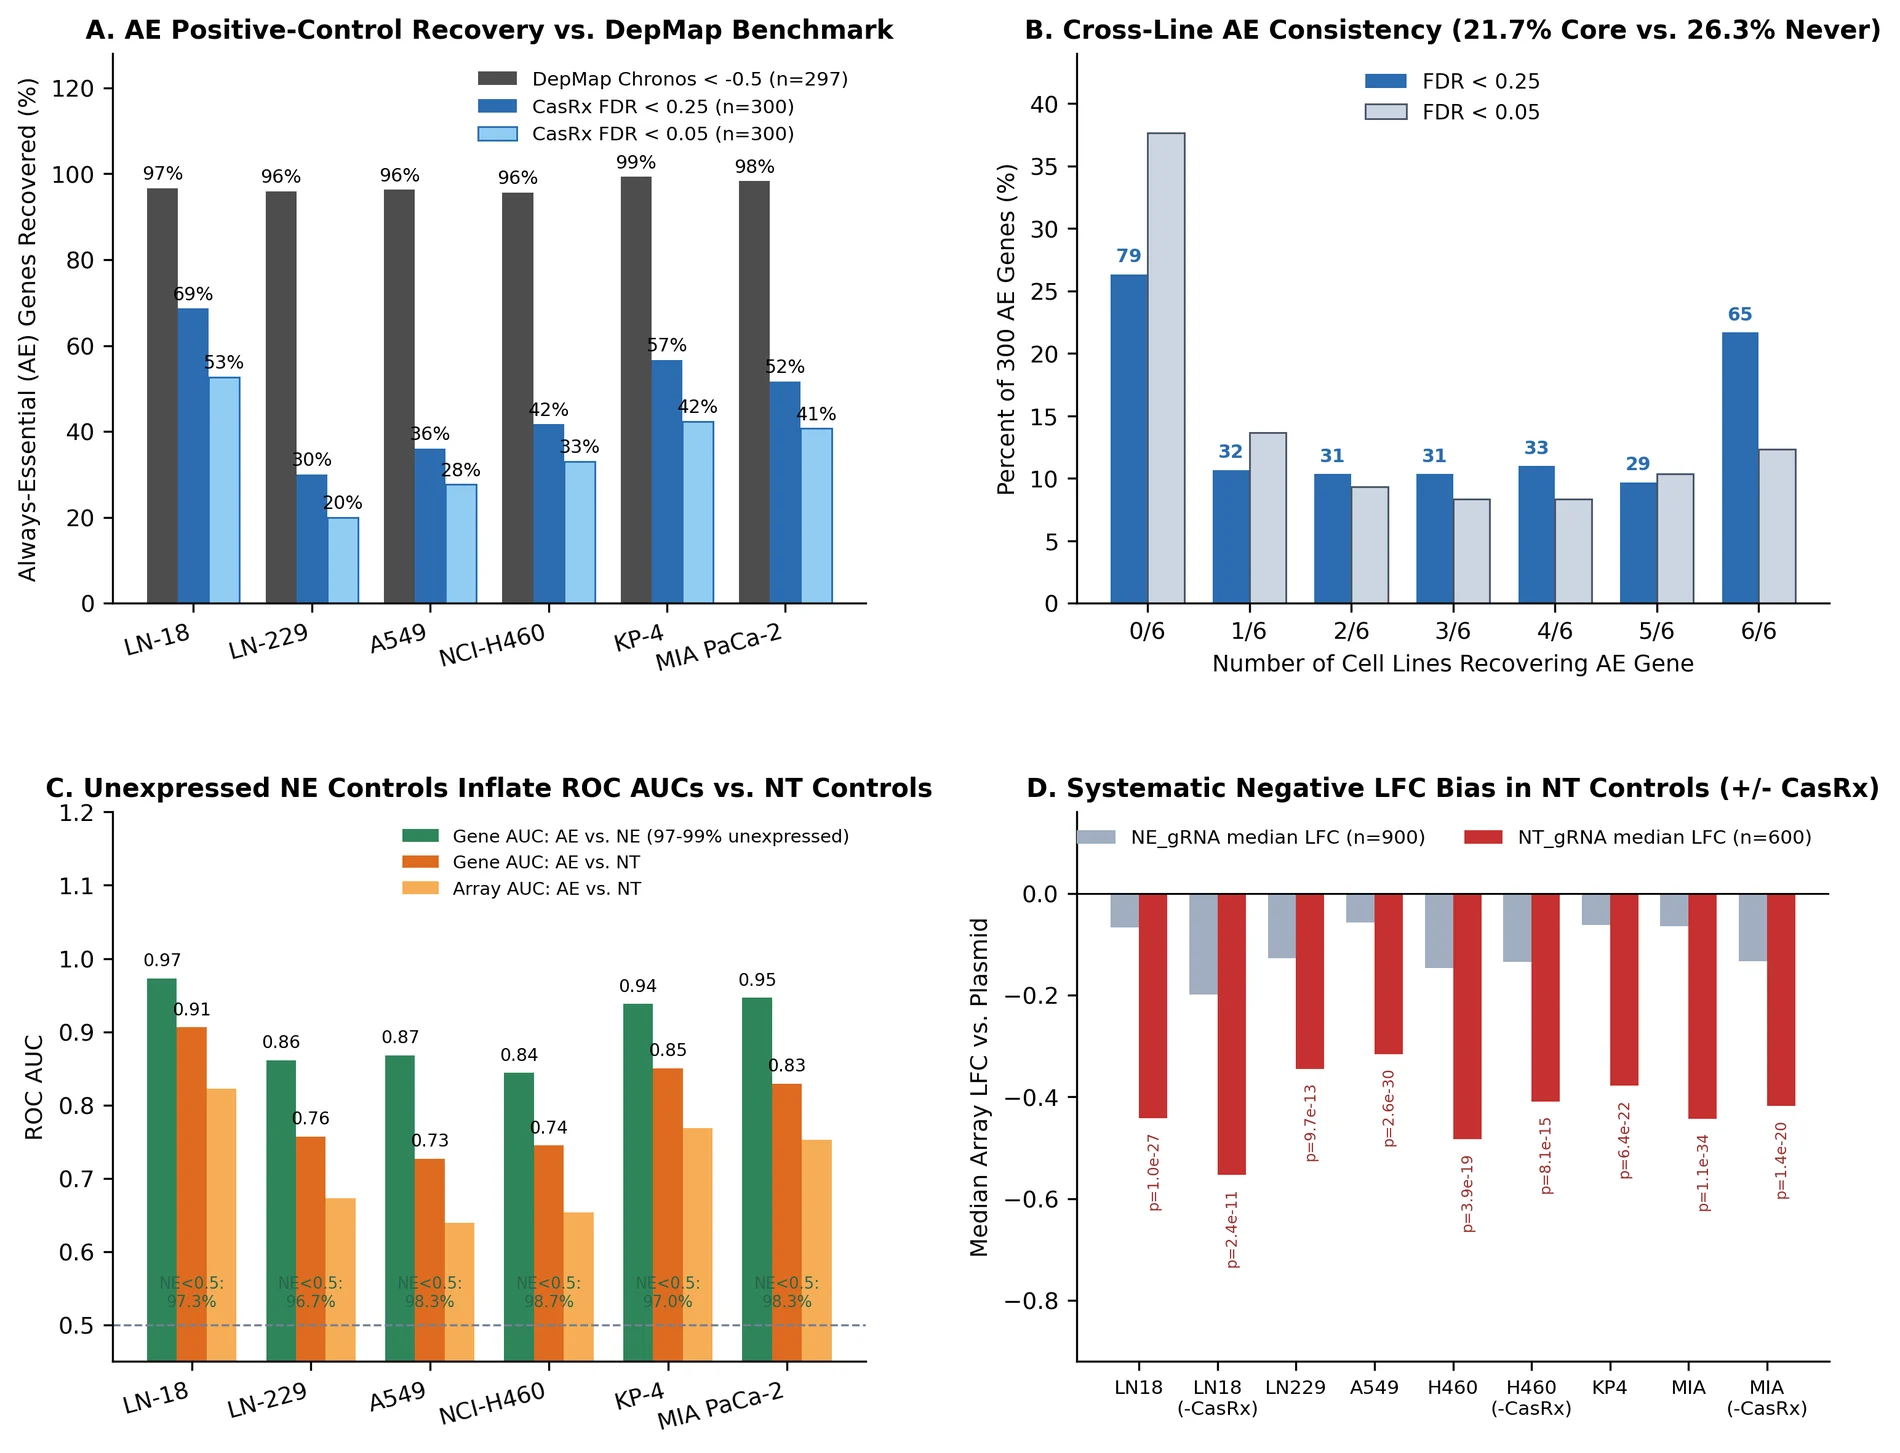 A. AE Positive-Control Recovery vs. DepMap Benchmark
Always-Essential (AE) Genes Recovered (%)
120
100
80
60
40
20
0
DepMap Chronos < -0.5 (n=297)
CasRx FDR < 0.25 (n=300)
CasRx FDR < 0.05 (n=300)
97%
69%
53%
96%
30%
20%
96%
36%
28%
96%
42%
33%
99%
57%
42%
98%
52%
41%
LN-18
LN-229
A549
NCI-H460
KP-4
MIA PaCa-2
B. Cross-Line AE Consistency (21.7% Core vs. 26.3% Never)
Percent of 300 AE Genes (%)
40
35
30
25
20
15
10
5
0
FDR < 0.25
FDR < 0.05
79
32
31
31
33
29
65
0/6
1/6
2/6
3/6
4/6
5/6
6/6
Number of Cell Lines Recovering AE Gene
C. Unexpressed NE Controls Inflate ROC AUCs vs. NT Controls
ROC AUC
1.2
1.1
1.0
0.9
0.8
0.7
0.6
0.5
Gene AUC: AE vs. NE (97-99% unexpressed)
Gene AUC: AE vs. NT
Array AUC: AE vs. NT
0.97
0.91
0.86
0.76
0.87
0.73
0.84
0.74
0.94
0.85
0.95
0.83
NE<0.5:
97.3%
NE<0.5:
96.7%
NE<0.5:
98.3%
NE<0.5:
98.7%
NE<0.5:
97.0%
NE<0.5:
98.3%
LN-18
LN-229
A549
NCI-H460
KP-4
MIA PaCa-2
D. Systematic Negative LFC Bias in NT Controls (+/- CasRx)
Median Array LFC vs. Plasmid
NE_gRNA median LFC (n=900)
NT_gRNA median LFC (n=600)
0.0
−0.2
−0.4
−0.6
−0.8
p=1.0e-27
p=2.4e-11
p=9.7e-13
p=2.6e-30
p=3.9e-19
p=8.1e-15
p=6.4e-22
p=1.1e-34
p=1.4e-20
LN18
LN18
(-CasRx)
LN229
A549
H460
H460
(-CasRx)
KP4
MIA
MIA
(-CasRx)